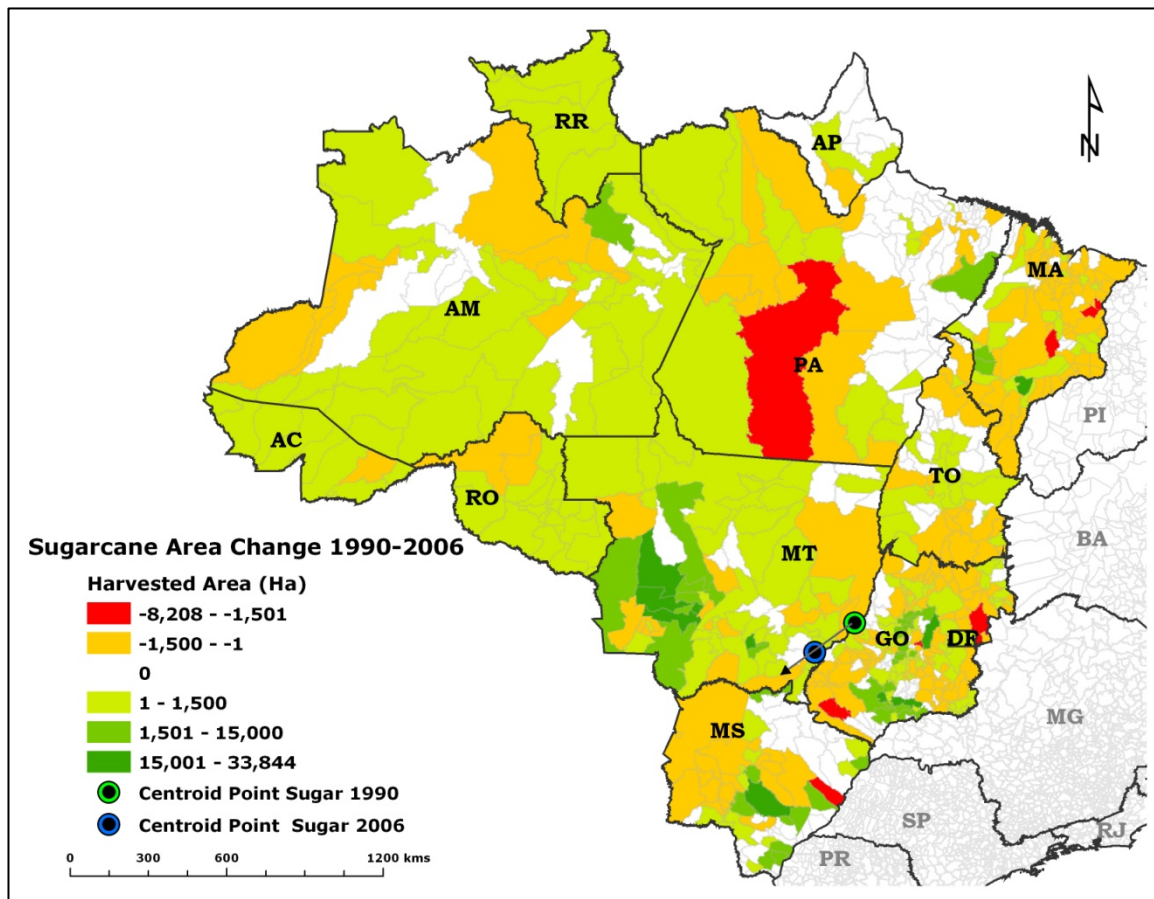 RR
AP
N
MA
AM
PA
PI
AC
TO
RO
BA
MT
Sugarcane Area Change 1990-2006
Harvested Area (Ha)
-8,208 - -1,501
-1,500 - -1
0
1 - 1,500
1,501 - 15,000
15,001 - 33,844
Centroid Point Sugar 1990
Centroid Point Sugar 2006
GO
DF
MS
MG
SP
RJ
PR
0 300 600 1200 kms